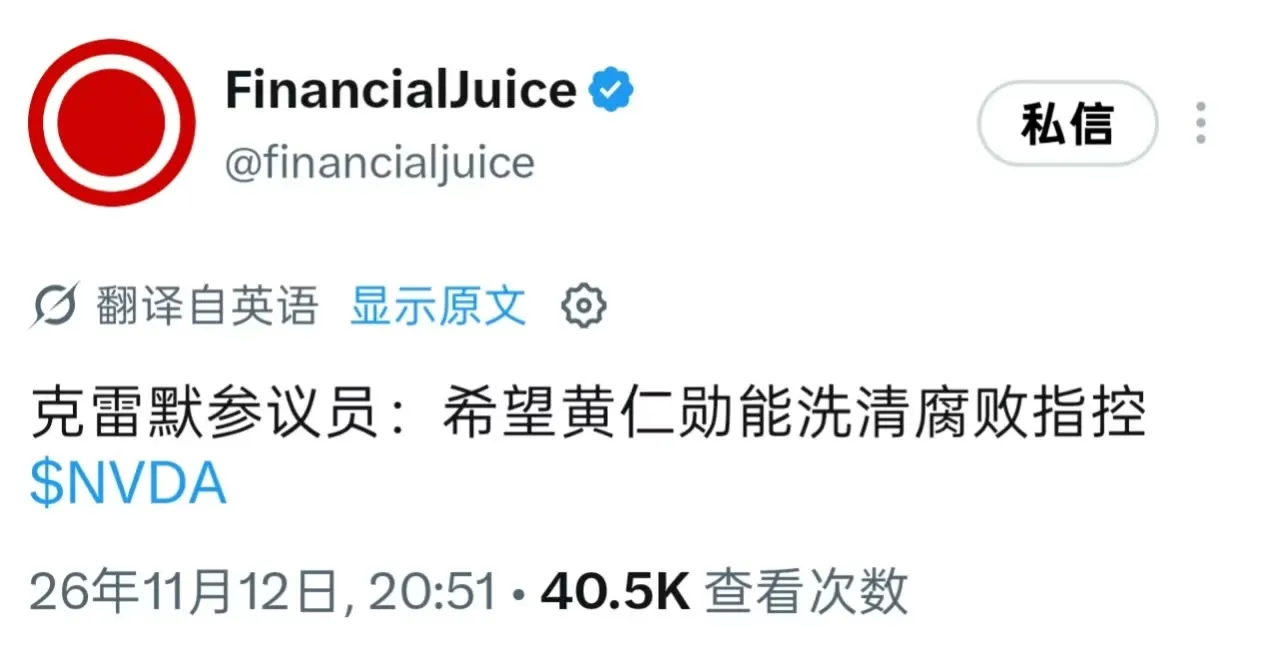 FinancialJuice
@financialjuice
私信
翻译自英语 显示原文
克雷默参议员：希望黄仁勋能洗清腐败指控
$NVDA
26年11月12日, 20:51 · 40.5K 查看次数